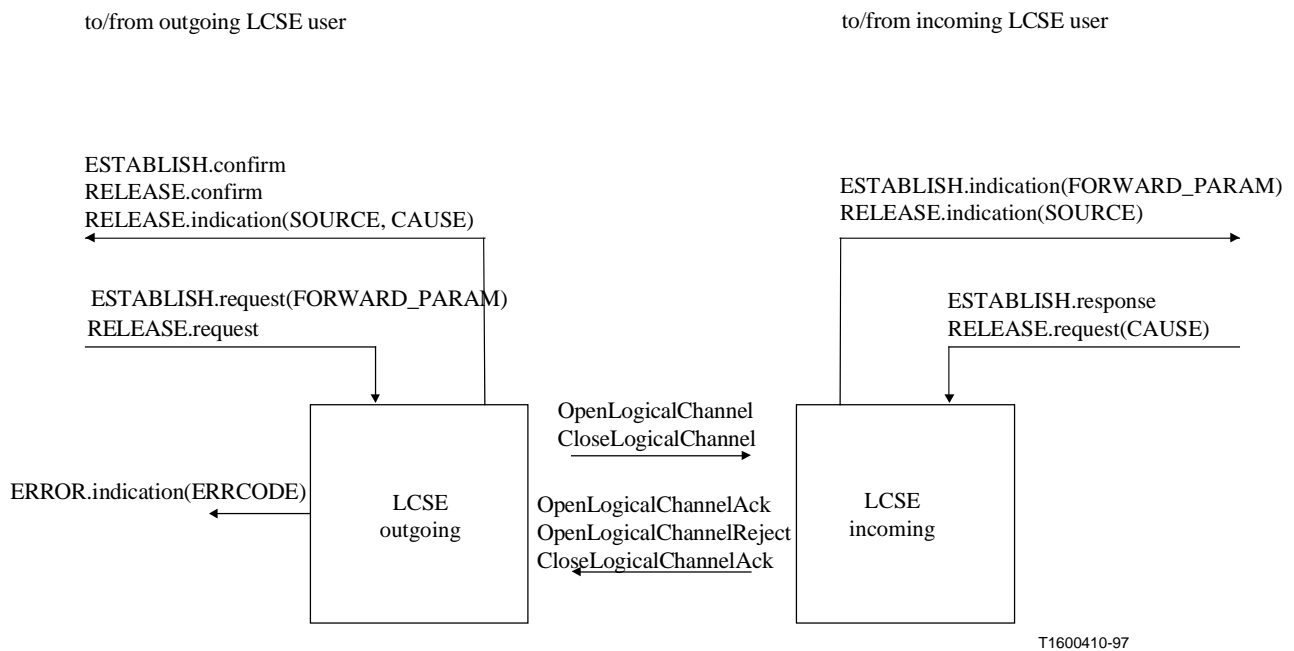 to/from outgoing LCSE user
to/from incoming LCSE user
ESTABLISH.confirm
RELEASE.confirm
RELEASE.indication(SOURCE, CAUSE)
ESTABLISH.indication(FORWARD_PARAM)
RELEASE.indication(SOURCE)
ESTABLISH.request(FORWARD_PARAM)
RELEASE.request
ESTABLISH.response
RELEASE.request(CAUSE)
OpenLogicalChannel
CloseLogicalChannel
ERROR.indication(ERRCODE)
LCSE
outgoing
OpenLogicalChannelAck
OpenLogicalChannelReject
CloseLogicalChannelAck
LCSE
incoming
T1600410-97